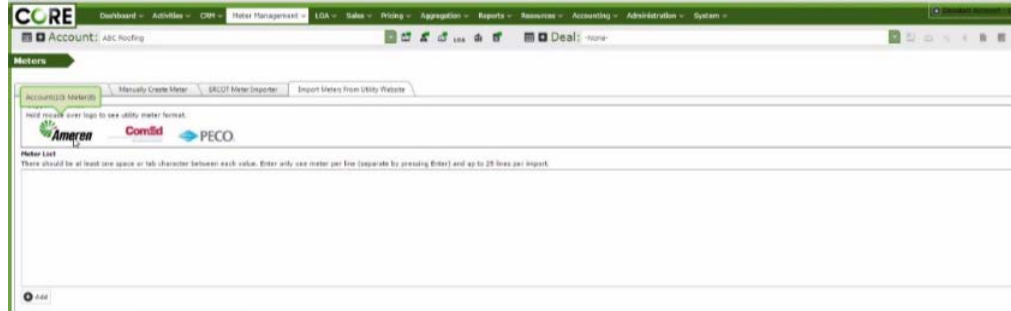 CORE
Dashboard Activities CRM Meter Management LOA Sales Pricing Aggregation Reports Resources Accounting Administration System
Account: ABC Roofing LOA Deal: -None-
Meters
Manually Create Meter ERCOT Meter Importer Import Meters From Utility Website
Account(10) Meter(8)
Hold mouse over logo to see utility meter format.
Ameren ComEd PECO
Meter List
There should be at least one space or tab character between each value. Enter only one meter per line (separate by pressing Enter) and up to 25 lines per import.
Add